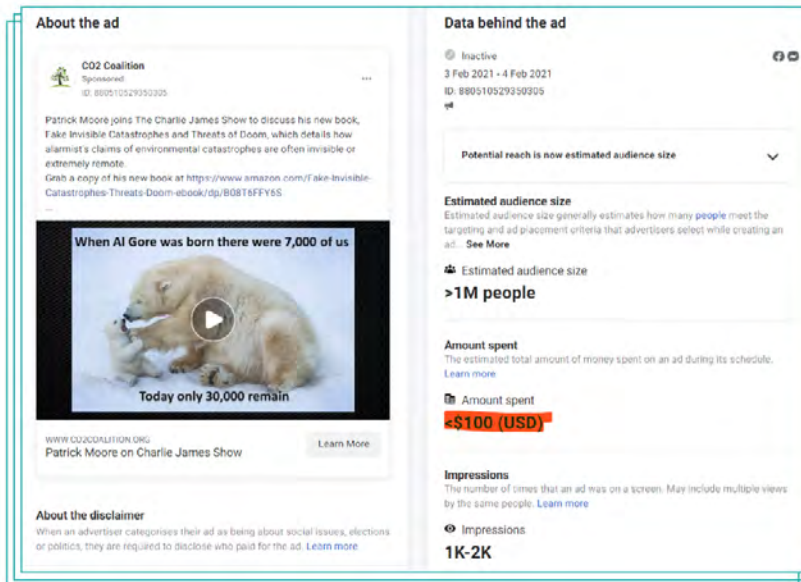 About the ad
CO2 Coalition
Sponsored
ID: 880510529350305
Patrick Moore joins The Charlie James Show to discuss his new book,
Fake Invisible Catastrophes and Threats of Doom, which details how
alarmist's claims of environmental catastrophes are often invisible or
extremely remote.
Grab a copy of his new book at https://www.amazon.com/Fake-Invisible-
Catastrophes-Threats-Doom-ebook/dp/B08T6FFY6S
...
When Al Gore was born there were 7,000 of us
Today only 30,000 remain
WWW.CO2COALITION.ORG
Patrick Moore on Charlie James Show
Learn More
About the disclaimer
When an advertiser categorises their ad as being about social issues, elections
or politics, they are required to disclose who paid for the ad. Learn more
Data behind the ad
Inactive
3 Feb 2021 - 4 Feb 2021
ID: 880510529350305
Potential reach is now estimated audience size
Estimated audience size
Estimated audience size generally estimates how many people meet the
targeting and ad placement criteria that advertisers select while creating an
ad... See More
Estimated audience size
>1M people
Amount spent
The estimated total amount of money spent on an ad during its schedule.
Learn more
Amount spent
<$100 (USD)
Impressions
The number of times that an ad was on a screen. May include multiple views
by the same people. Learn more
Impressions
1K-2K